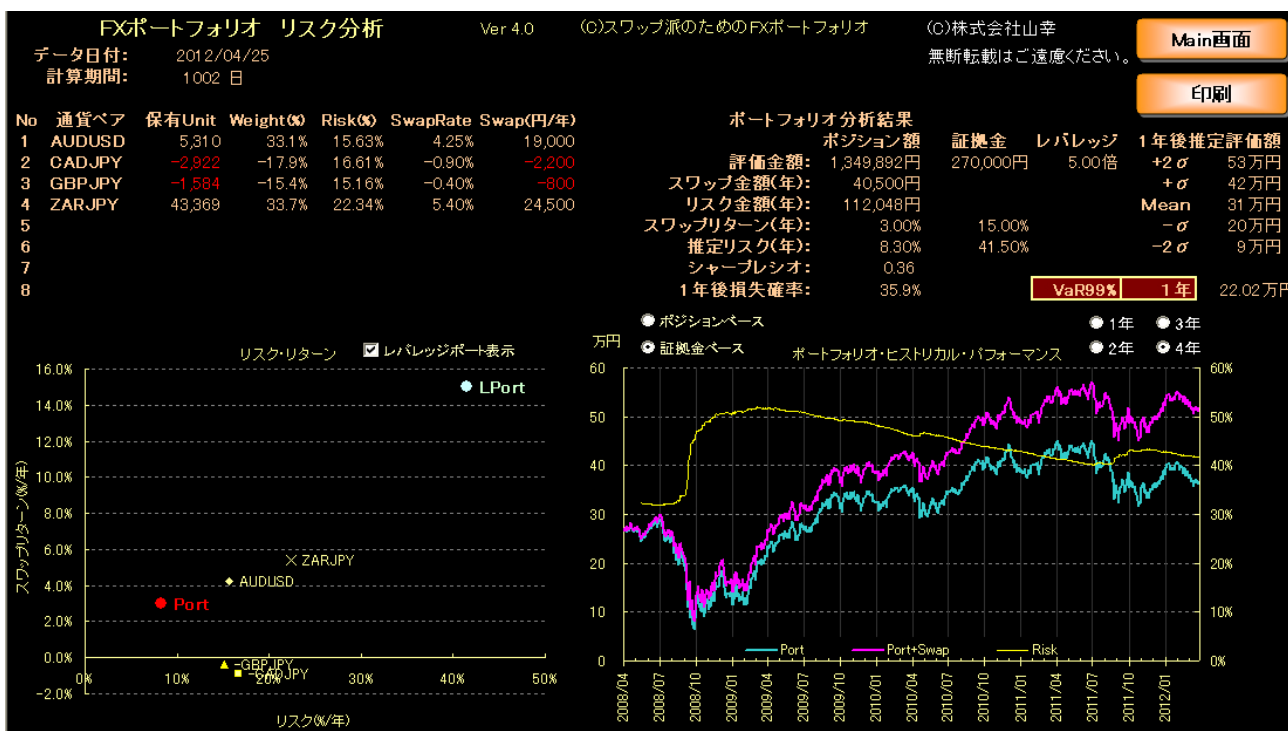 FXポートフォリオ リスク分析 Ver 4.0 (C)スワップ派のためのFXポートフォリオ (C)株式会社山幸 Main画面
データ日付: 2012/04/25 無断転載はご遠慮ください。
計算期間: 1002 日 印刷
No 通貨ペア 保有Unit Weight(%) Risk(%) SwapRate Swap(円/年)
1 AUDUSD 5,310 33.1% 15.63% 4.25% 19,000
2 CADJPY -2,922 -17.9% 16.61% -0.90% -2,200
3 GBPJPY -1,584 -15.4% 15.16% -0.40% -800
4 ZARJPY 43,369 33.7% 22.34% 5.40% 24,500
5
6
7
8
ポートフォリオ分析結果
ポジション額 証拠金 レバレッジ 1年後推定評価額
評価金額: 1,349,892円 270,000円 5.00倍 +2σ 53万円
スワップ金額(年): 40,500円 +σ 42万円
リスク金額(年): 112,048円 Mean 31万円
スワップリターン(年): 3.00% 15.00% -σ 20万円
推定リスク(年): 8.30% 41.50% -2σ 9万円
シャープレシオ: 0.36
1年後損失確率: 35.9% VaR99% 1年 22.02万円
リスク・リターン レバレッジポート表示
16.0%
14.0%
12.0%
10.0%
8.0%
6.0%
4.0%
2.0%
0.0%
-2.0%
スワップリターン(%/年)
LPort
ZARJPY
AUDUSD
Port
-GBPJPY
-CADJPY
0% 10% 20% 30% 40% 50%
リスク(%/年)
ポジションベース 1年 3年
万円 証拠金ベース ポートフォリオ・ヒストリカル・パフォーマンス 2年 4年
60 60%
50 50%
40 40%
30 30%
20 20%
10 10%
0 0%
Port Port+Swap Risk
2008/04 2008/07 2008/10 2009/01 2009/04 2009/07 2009/10 2010/01 2010/04 2010/07 2010/10 2011/01 2011/04 2011/07 2011/10 2012/01